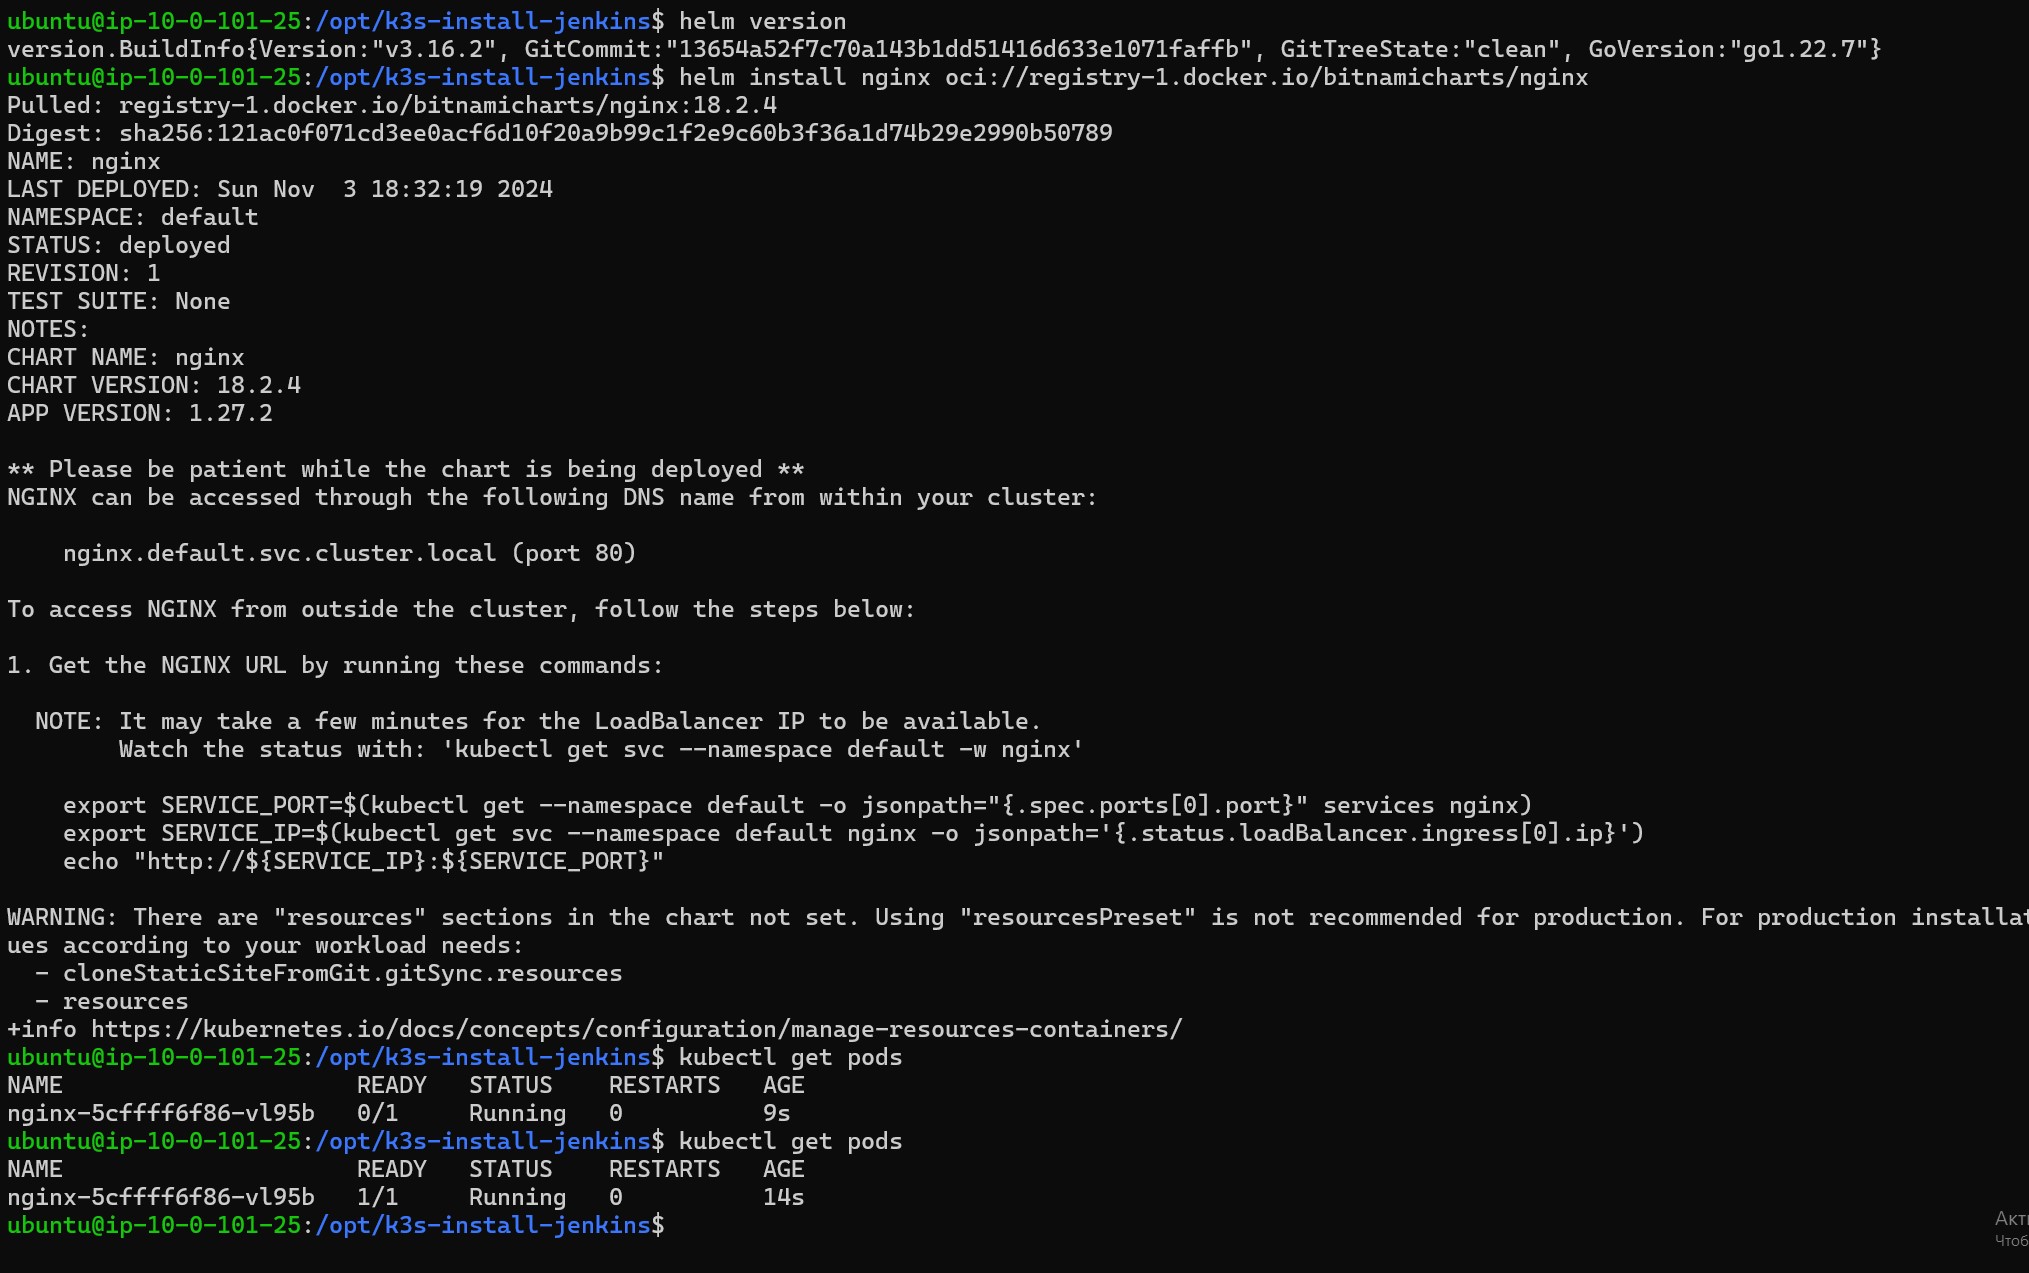 ubuntu@ip-10-0-101-25:/opt/k3s-install-jenkins$ helm version
version.BuildInfo{Version:"v3.16.2", GitCommit:"13654a52f7c70a143b1dd51416d633e1071faffb", GitTreeState:"clean", GoVersion:"go1.22.7"}
ubuntu@ip-10-0-101-25:/opt/k3s-install-jenkins$ helm install nginx oci://registry-1.docker.io/bitnamicharts/nginx
Pulled: registry-1.docker.io/bitnamicharts/nginx:18.2.4
Digest: sha256:121ac0f071cd3ee0acf6d10f20a9b99c1f2e9c60b3f36a1d74b29e2990b50789
NAME: nginx
LAST DEPLOYED: Sun Nov  3 18:32:19 2024
NAMESPACE: default
STATUS: deployed
REVISION: 1
TEST SUITE: None
NOTES:
CHART NAME: nginx
CHART VERSION: 18.2.4
APP VERSION: 1.27.2

** Please be patient while the chart is being deployed **
NGINX can be accessed through the following DNS name from within your cluster:

    nginx.default.svc.cluster.local (port 80)

To access NGINX from outside the cluster, follow the steps below:

1. Get the NGINX URL by running these commands:

  NOTE: It may take a few minutes for the LoadBalancer IP to be available.
        Watch the status with: 'kubectl get svc --namespace default -w nginx'

    export SERVICE_PORT=$(kubectl get --namespace default -o jsonpath="{.spec.ports[0].port}" services nginx)
    export SERVICE_IP=$(kubectl get svc --namespace default nginx -o jsonpath='{.status.loadBalancer.ingress[0].ip}')
    echo "http://${SERVICE_IP}:${SERVICE_PORT}"

WARNING: There are "resources" sections in the chart not set. Using "resourcesPreset" is not recommended for production. For production installat
ues according to your workload needs:
  - cloneStaticSiteFromGit.gitSync.resources
  - resources
+info https://kubernetes.io/docs/concepts/configuration/manage-resources-containers/
ubuntu@ip-10-0-101-25:/opt/k3s-install-jenkins$ kubectl get pods
NAME                     READY   STATUS    RESTARTS   AGE
nginx-5cffff6f86-vl95b   0/1     Running   0          9s
ubuntu@ip-10-0-101-25:/opt/k3s-install-jenkins$ kubectl get pods
NAME                     READY   STATUS    RESTARTS   AGE
nginx-5cffff6f86-vl95b   1/1     Running   0          14s
ubuntu@ip-10-0-101-25:/opt/k3s-install-jenkins$
Акти
Чтоб